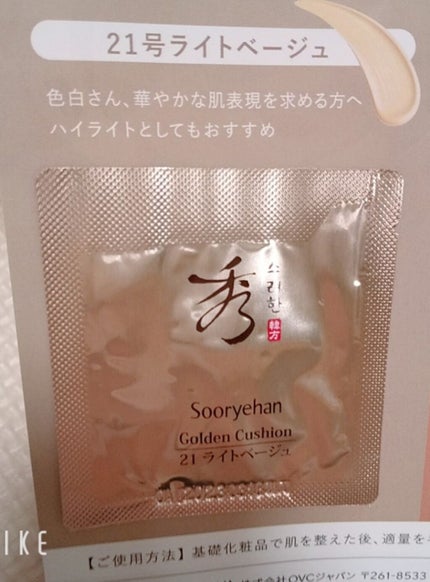 21号ライトベージュ
色白さん、華やかな肌表現を求める方へ
ハイライトとしてもおすすめ
秀
수려한
韓方
Sooryehan
Golden Cushion
21 ライトベージュ
IKE
【ご使用方法】基礎化粧品で肌を整えた後、適量を
株式会社QVCジャパン 〒261-8533